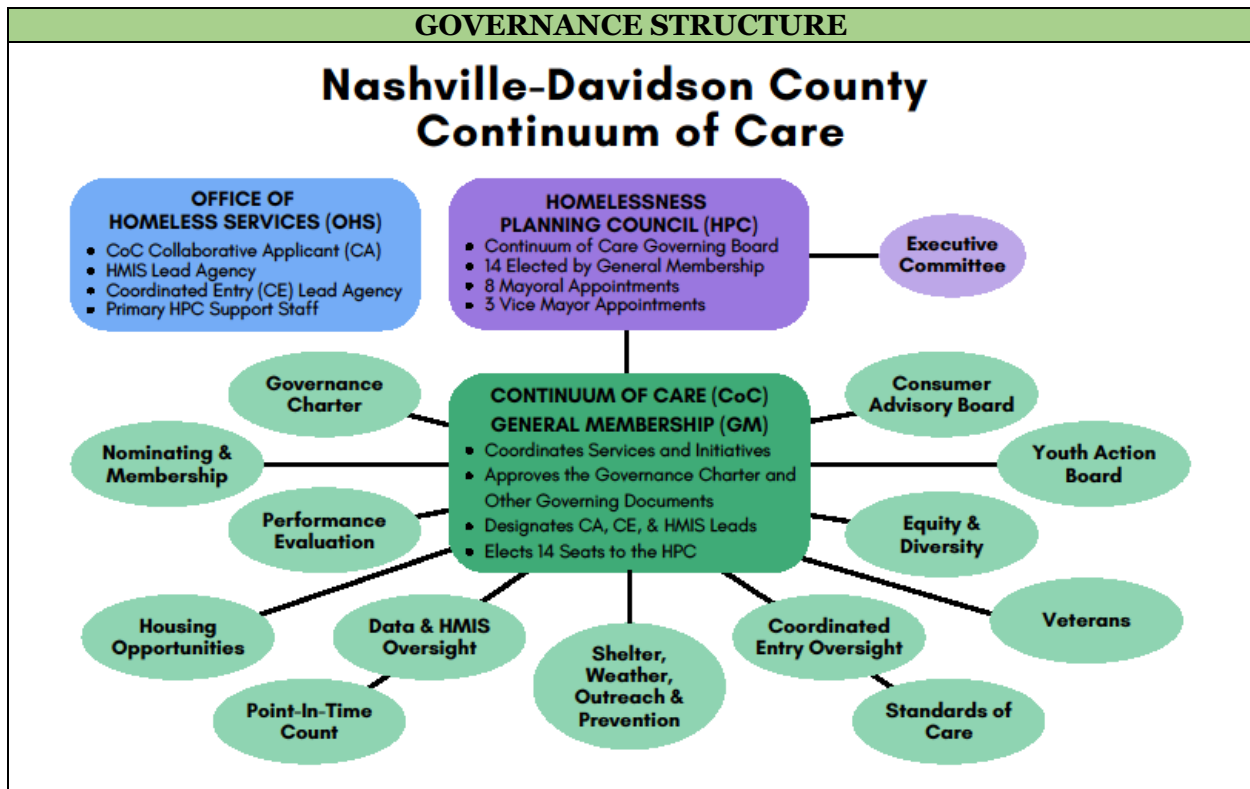 GOVERNANCE STRUCTURE
Nashville-Davidson County
Continuum of Care
OFFICE OF
HOMELESS SERVICES (OHS)
• CoC Collaborative Applicant (CA)
• HMIS Lead Agency
• Coordinated Entry (CE) Lead Agency
• Primary HPC Support Staff
HOMELESSNESS
PLANNING COUNCIL (HPC)
• Continuum of Care Governing Board
• 14 Elected by General Membership
• 8 Mayoral Appointments
• 3 Vice Mayor Appointments
Executive
Committee
Governance
Charter
CONTINUUM OF CARE (CoC)
GENERAL MEMBERSHIP (GM)
• Coordinates Services and Initiatives
• Approves the Governance Charter and
Other Governing Documents
• Designates CA, CE, & HMIS Leads
• Elects 14 Seats to the HPC
Consumer
Advisory Board
Nominating &
Membership
Youth Action
Board
Performance
Evaluation
Equity &
Diversity
Housing
Opportunities
Data & HMIS
Oversight
Shelter,
Weather,
Outreach &
Prevention
Coordinated
Entry Oversight
Veterans
Point-In-Time
Count
Standards of
Care